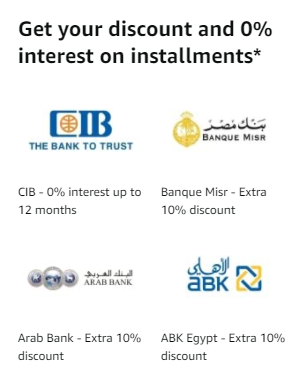 Get your discount and 0%
interest on installments*
CIB
THE BANK TO TRUST
بنك مصر
BANQUE MISR
CIB - 0% interest up to
12 months
Banque Misr - Extra
10% discount
البنك العربي
ARAB BANK
الأهلي
ABK
Arab Bank - Extra 10%
discount
ABK Egypt - Extra 10%
discount